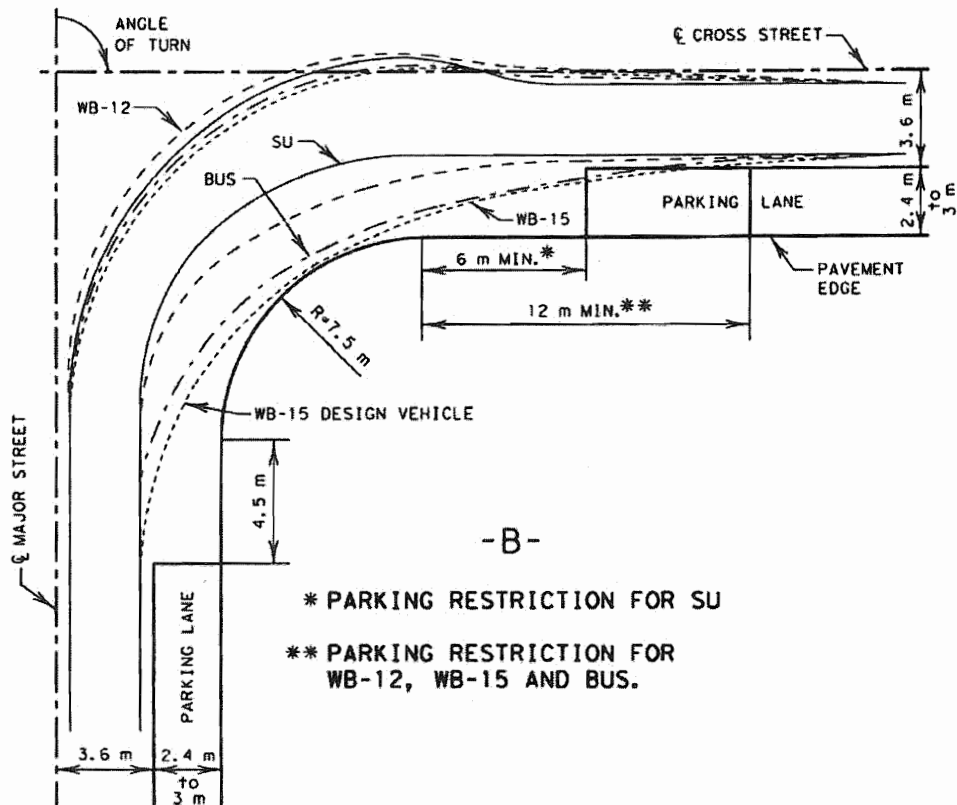 ANGLE
OF TURN
℄ CROSS STREET
WB-12
SU
BUS
3.6 m
PARKING LANE
2.4 m
to
3 m
WB-15
6 m MIN.*
PAVEMENT
EDGE
12 m MIN.**
R=7.5 m
WB-15 DESIGN VEHICLE
℄ MAJOR STREET
4.5 m
-B-
* PARKING RESTRICTION FOR SU
** PARKING RESTRICTION FOR
WB-12, WB-15 AND BUS.
PARKING LANE
3.6 m
2.4 m
to
3 m